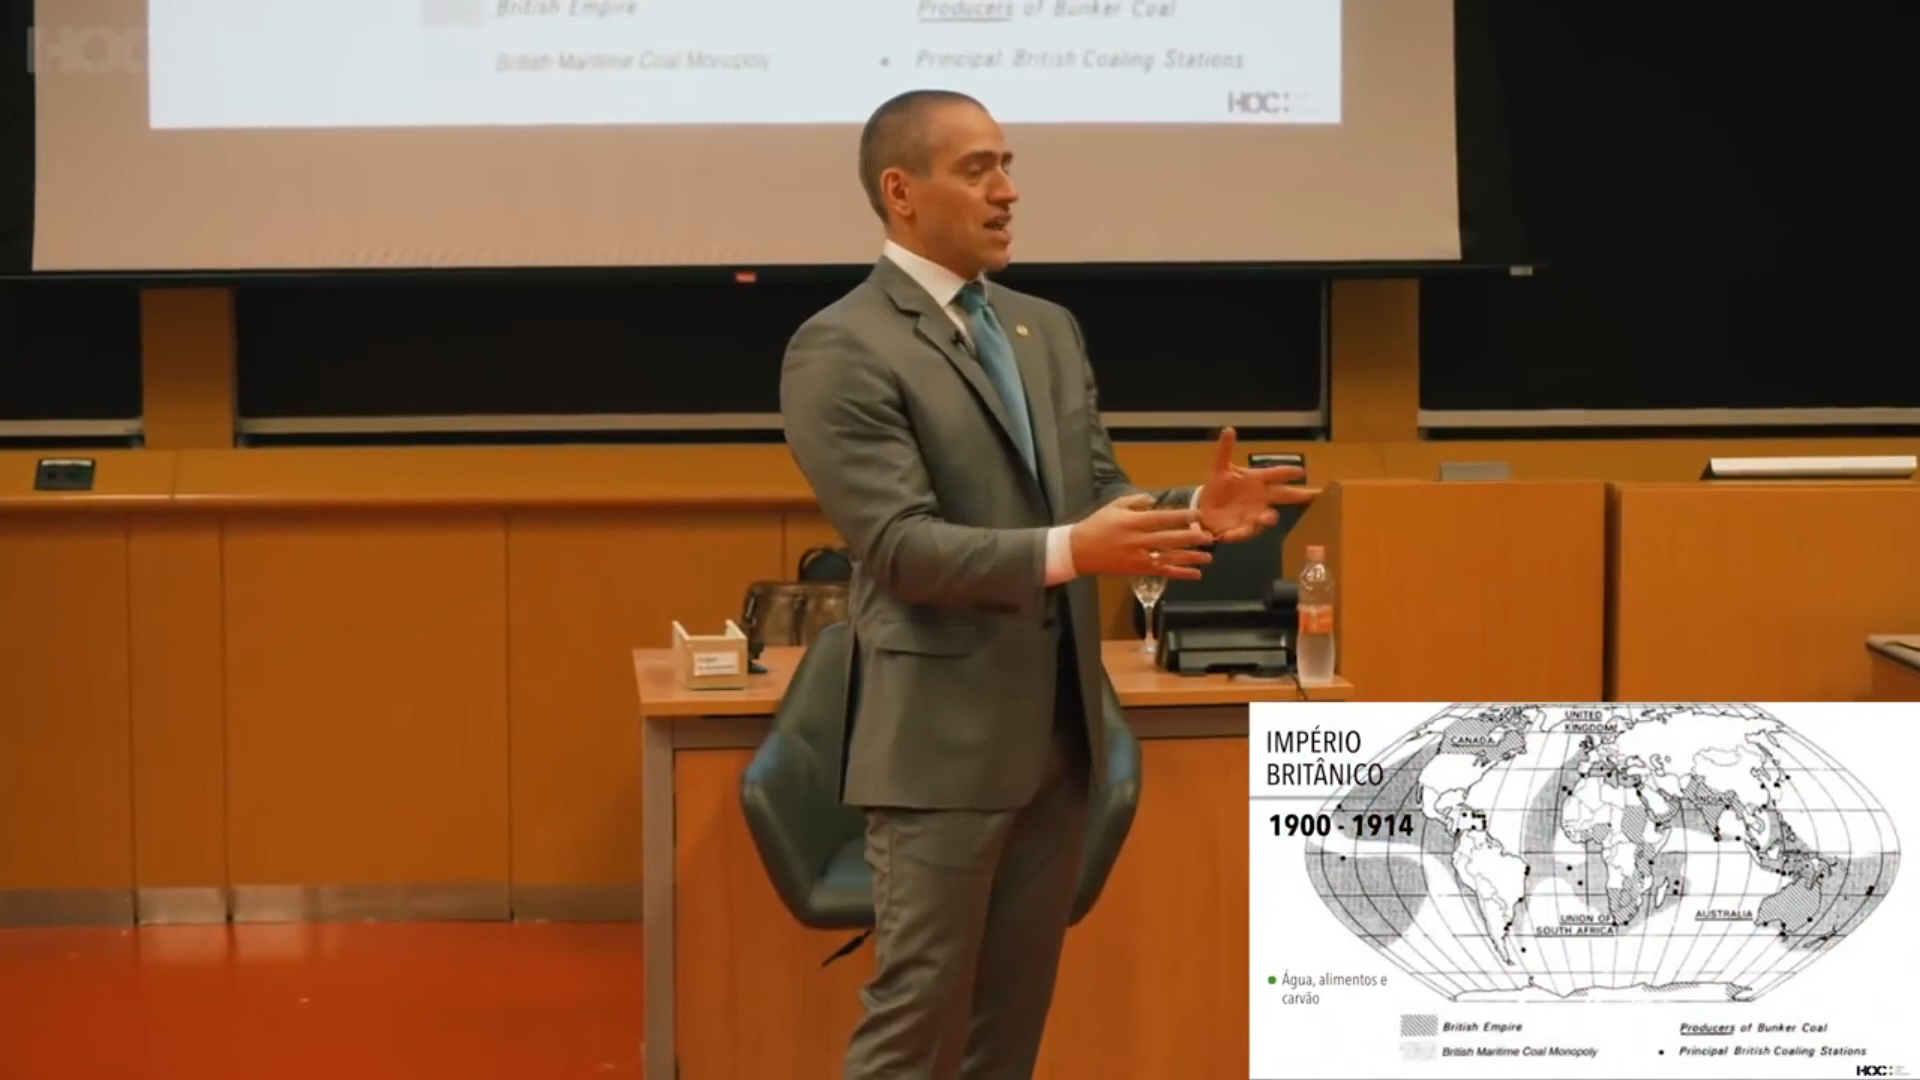 HOC
British Empire
Producers of Bunker Coal
British Maritime Coal Monopoly
• Principal British Coaling Stations
HOC
IMPÉRIO
BRITÂNICO
1900 - 1914
UNITED
KINGDOM
CANADA
INDIA
UNION OF
SOUTH AFRICA
AUSTRALIA
• Água, alimentos e
carvão
British Empire
Producers of Bunker Coal
British Maritime Coal Monopoly
• Principal British Coaling Stations
HOC